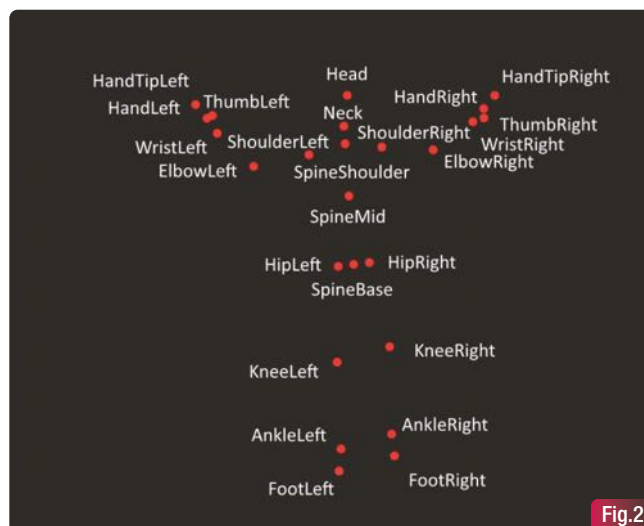 Head
HandTipLeft
HandTipRight
HandLeft
ThumbLeft
HandRight
Neck
ThumbRight
WristLeft
ShoulderLeft
ShoulderRight
WristRight
ElbowLeft
SpineShoulder
ElbowRight
SpineMid
HipLeft
HipRight
SpineBase
KneeRight
KneeLeft
AnkleRight
AnkleLeft
FootRight
FootLeft
Fig.2